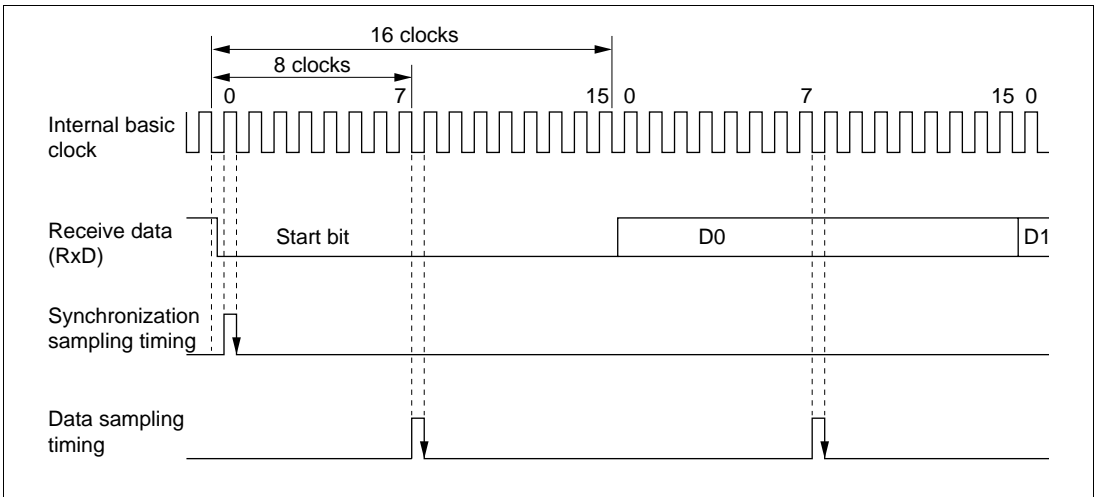 16 clocks
8 clocks
0 7 15 0 7 15 0
Internal basic
clock
Receive data
(RxD)
Start bit D0 D1
Synchronization
sampling timing
Data sampling
timing